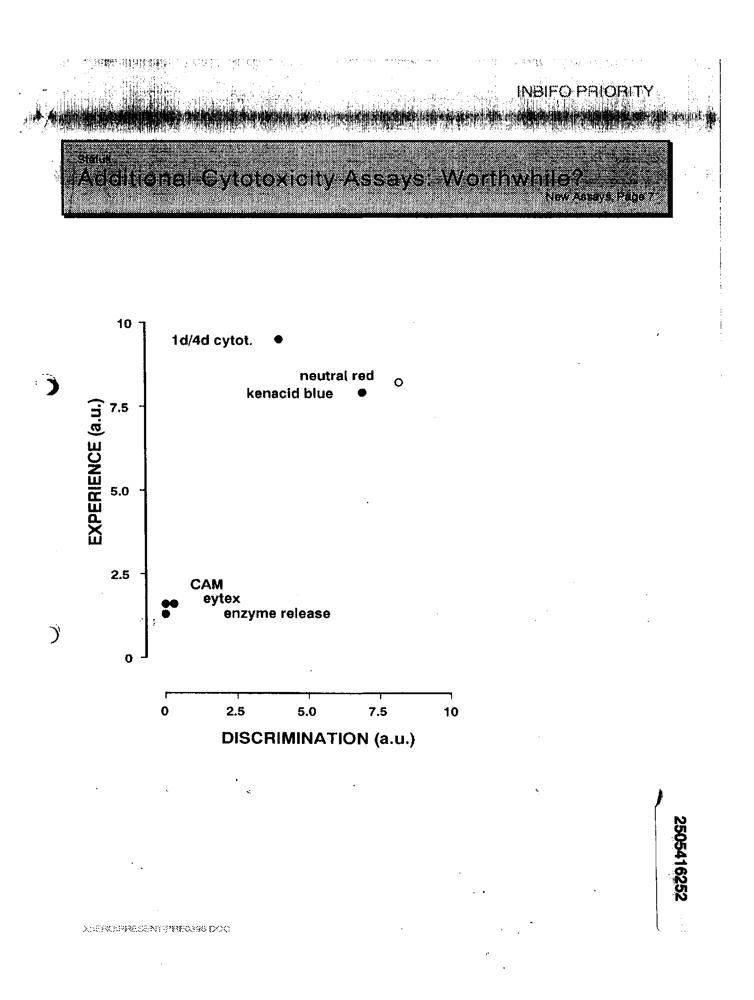 INBIFO PRIORITY
Status
Additional Cytotoxicity Assays: Worthwhile?
New Assays, Page 7
10
1d/4d cytot.
neutral red
kenacid blue
7.5
EXPERIENCE (a.u.)
5.0
2.5
CAM
eytex
enzyme release
0
0 2.5 5.0 7.5 10
DISCRIMINATION (a.u.)
2505416252